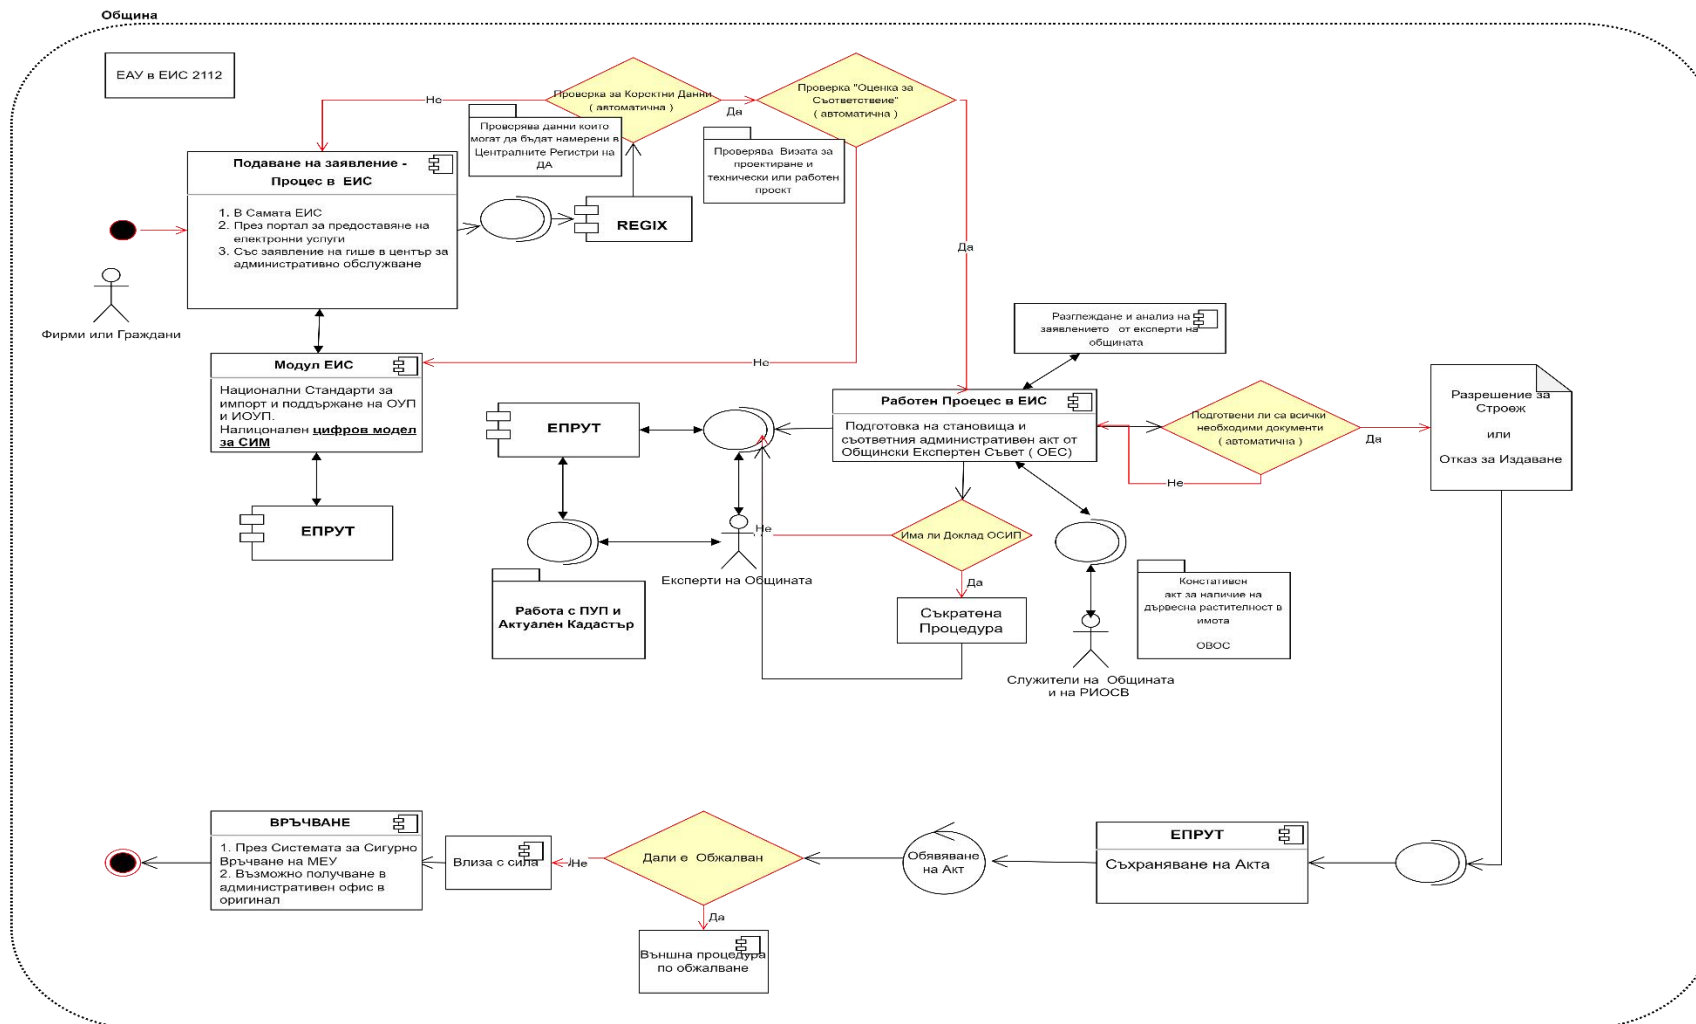 Община
ЕАУ в ЕИС 2112
Проверка за Коректни Данни
( автоматична )
Не
Да
Проверка "Оценка за
Съответствеие"
( автоматична )
Проверява данни които
могат да бъдат намерени в
Централните Регистри на
ДА
Проверява Визата за
проектиране и
технически или работен
проект
Подаване на заявление -
Процес в ЕИС
1. В Самата ЕИС
2. През портал за предоставяне на
електронни услуги
3. Със заявление на гише в център за
административно обслужване
REGIX
Да
Фирми или Граждани
Не
Модул ЕИС
Национални Стандарти за
импорт и поддържане на ОУП
и ИОУП.
Налиционален цифров модел
за СИМ
ЕПРУТ
Разглеждане и анализ на
заявлението от експерти на
общината
ЕПРУТ
Работен Проецес в ЕИС
Подготовка на становища и
съответния административен акт от
Общински Експертен Съвет ( ОЕС)
Подготвени ли са всички
необходими документи
( автоматична )
Да
Не
Разрешение за
Строеж
или
Отказ за Издаване
Не
Има ли Доклад ОСИП
Да
Съкратена
Процедура
Експерти на Общината
Работа с ПУП и
Актуален Кадастър
Констативен
акт за наличие на
дървесна растителност в
имота
ОВОС
Служители на Общината
и на РИОСВ
ВРЪЧВАНЕ
1. През Системата за Сигурно
Връчване на МЕУ
2. Възможно получване в
административен офис в
оригинал
Влиза с сила
Не
Дали е Обжалван
Да
Външна процедура
по обжалване
Обявяване
на Акт
ЕПРУТ
Съхраняване на Акта